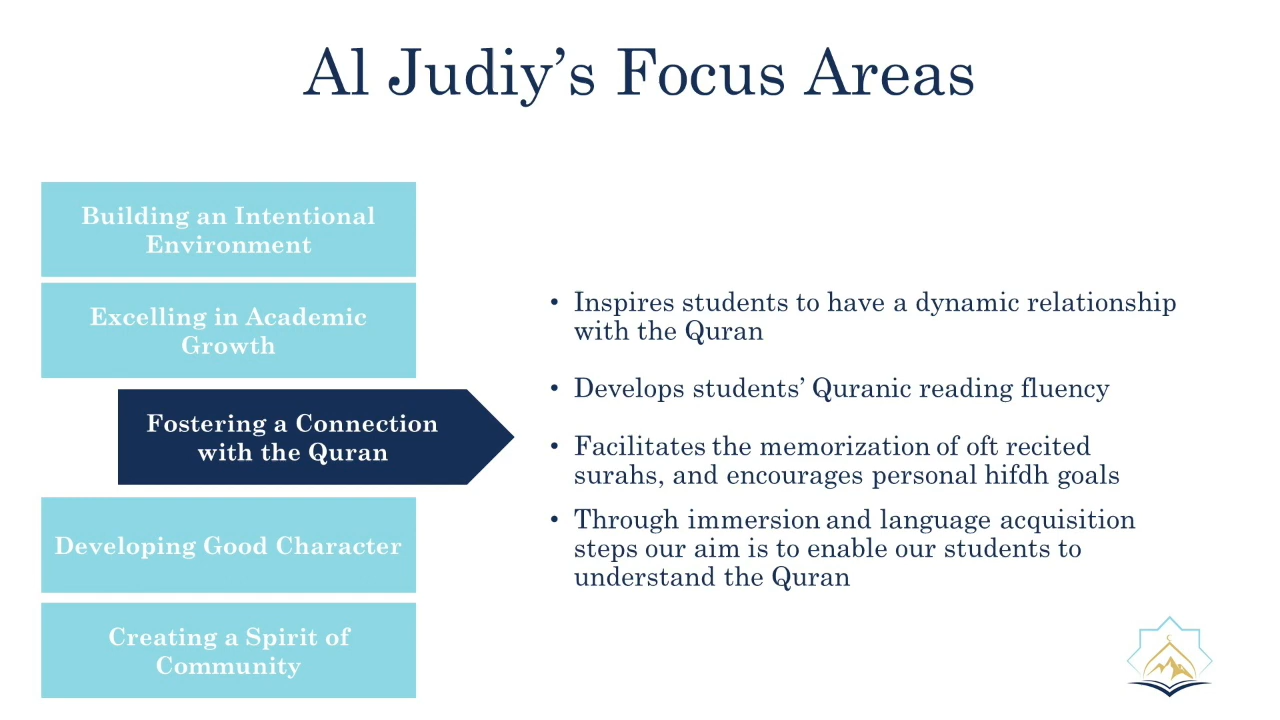 Al Judiy’s Focus Areas
Building an Intentional
Environment
Excelling in Academic
Growth
Fostering a Connection
with the Quran
Developing Good Character
Creating a Spirit of
Community
• Inspires students to have a dynamic relationship
with the Quran
• Develops students’ Quranic reading fluency
• Facilitates the memorization of oft recited
surahs, and encourages personal hifdh goals
• Through immersion and language acquisition
steps our aim is to enable our students to
understand the Quran